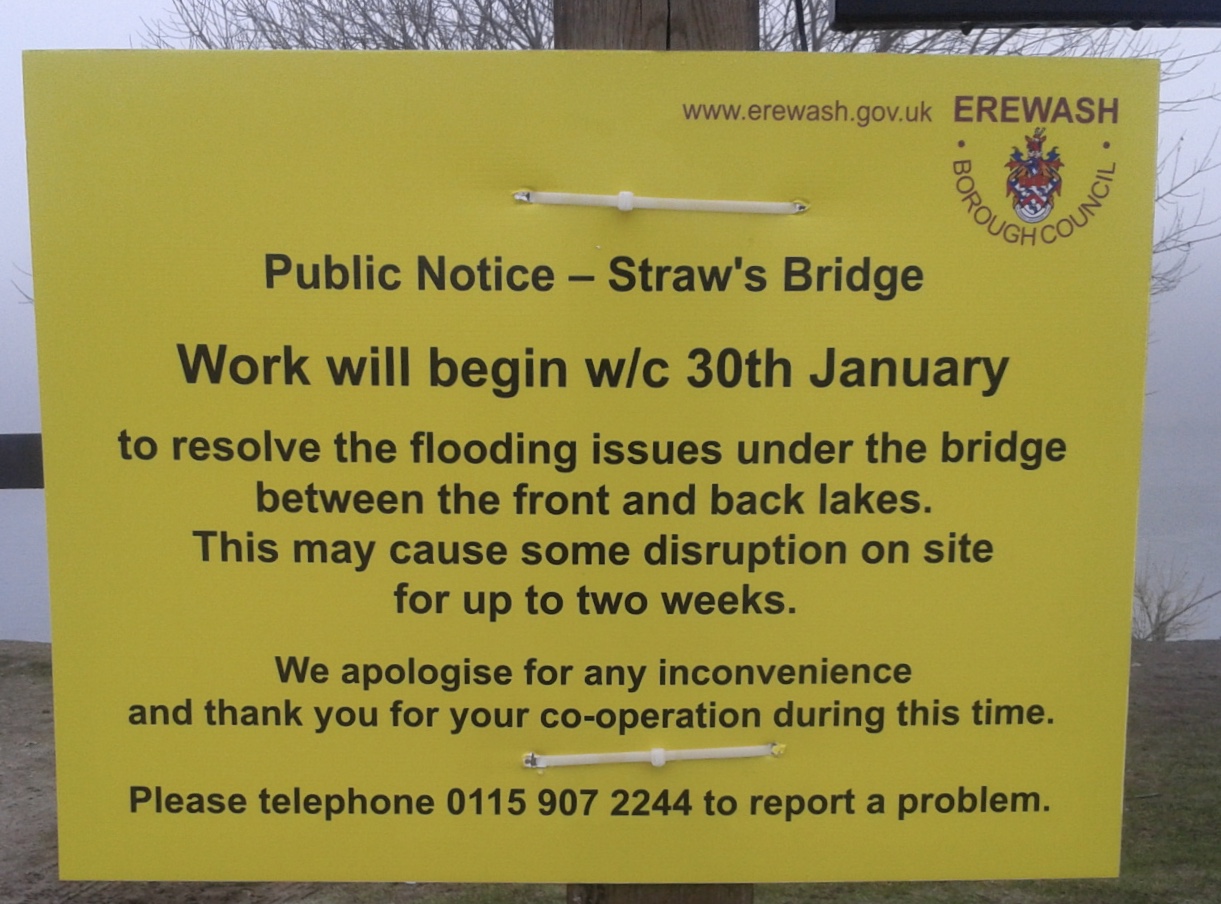 www.erewash.gov.uk EREWASH
BOROUGH COUNCIL
Public Notice – Straw's Bridge
Work will begin w/c 30th January
to resolve the flooding issues under the bridge
between the front and back lakes.
This may cause some disruption on site
for up to two weeks.
We apologise for any inconvenience
and thank you for your co-operation during this time.
Please telephone 0115 907 2244 to report a problem.